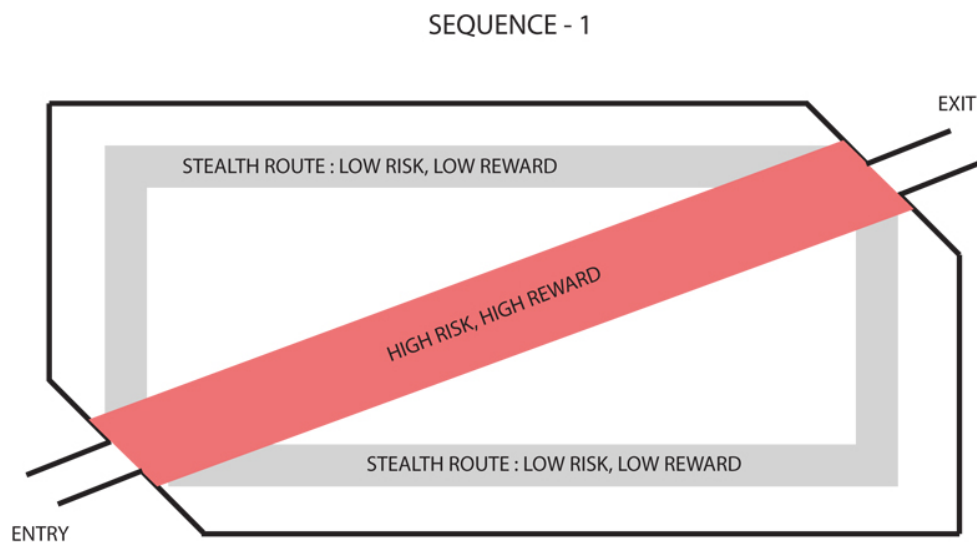 SEQUENCE - 1
EXIT
STEALTH ROUTE : LOW RISK, LOW REWARD
HIGH RISK, HIGH REWARD
STEALTH ROUTE : LOW RISK, LOW REWARD
ENTRY